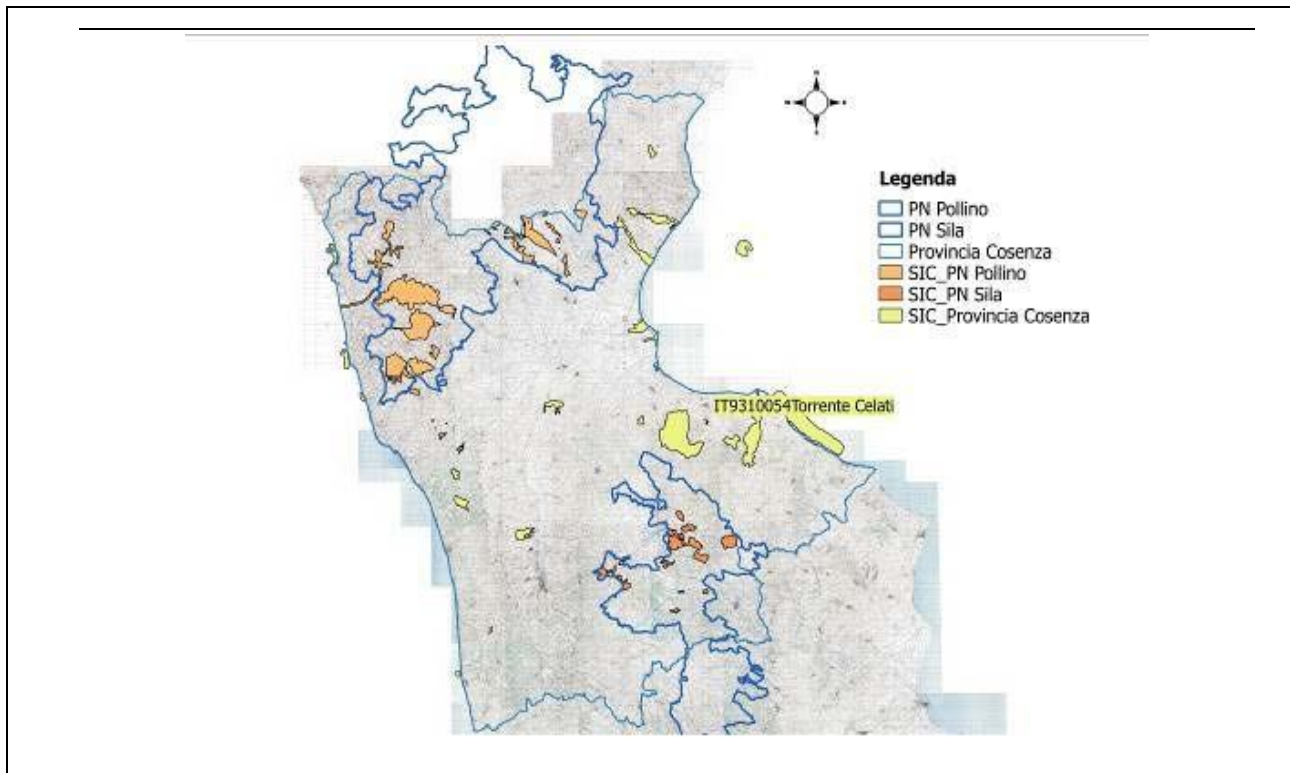 Legenda
PN Pollino
PN Sila
Provincia Cosenza
SIC_PN Pollino
SIC_PN Sila
SIC_Provincia Cosenza
IT9310054Torrente Celati